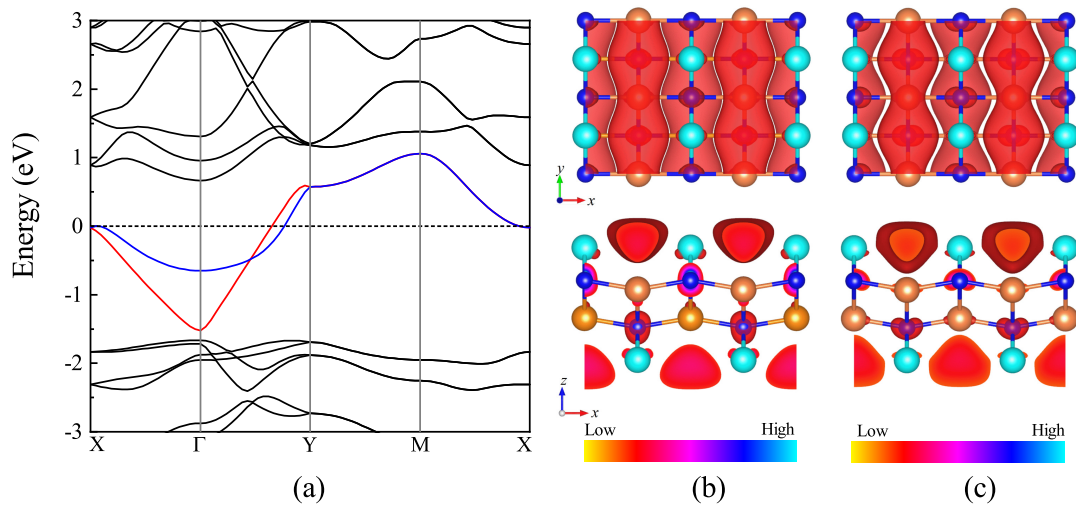 3
2
1
0
-1
-2
-3
Energy (eV)
X Γ Y M X
(a)
y
x
z
x
Low High
(b)
Low High
(c)